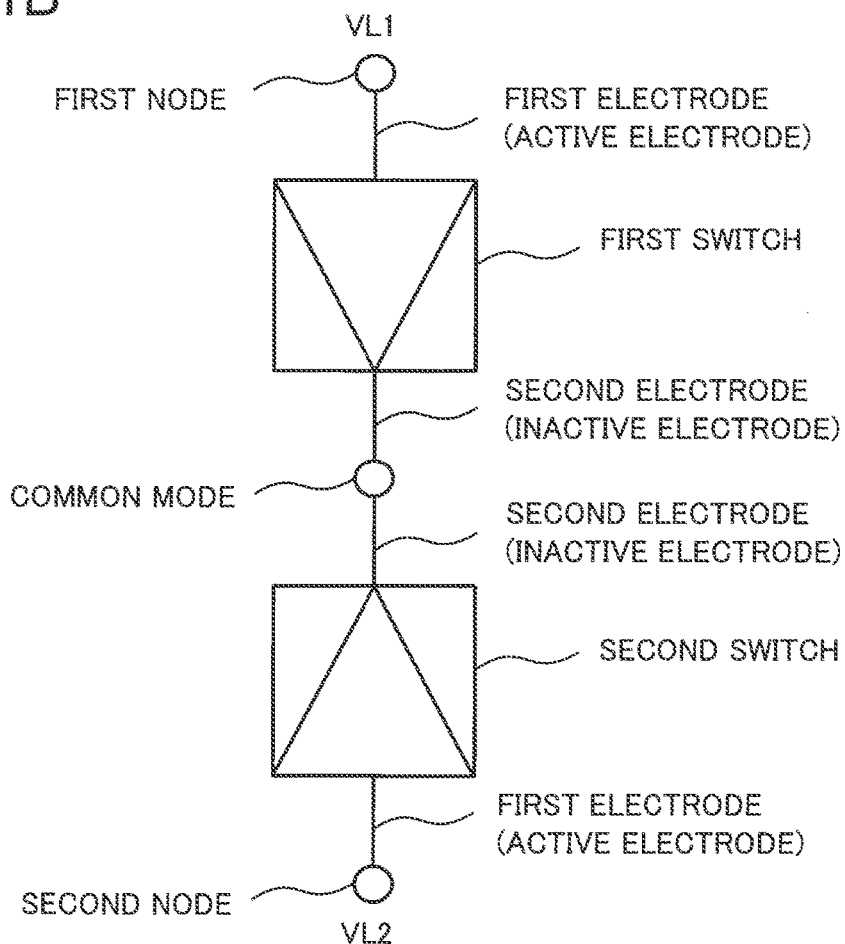 VL1
FIRST NODE
FIRST ELECTRODE
(ACTIVE ELECTRODE)
FIRST SWITCH
SECOND ELECTRODE
(INACTIVE ELECTRODE)
COMMON MODE
SECOND ELECTRODE
(INACTIVE ELECTRODE)
SECOND SWITCH
FIRST ELECTRODE
(ACTIVE ELECTRODE)
SECOND NODE
VL2